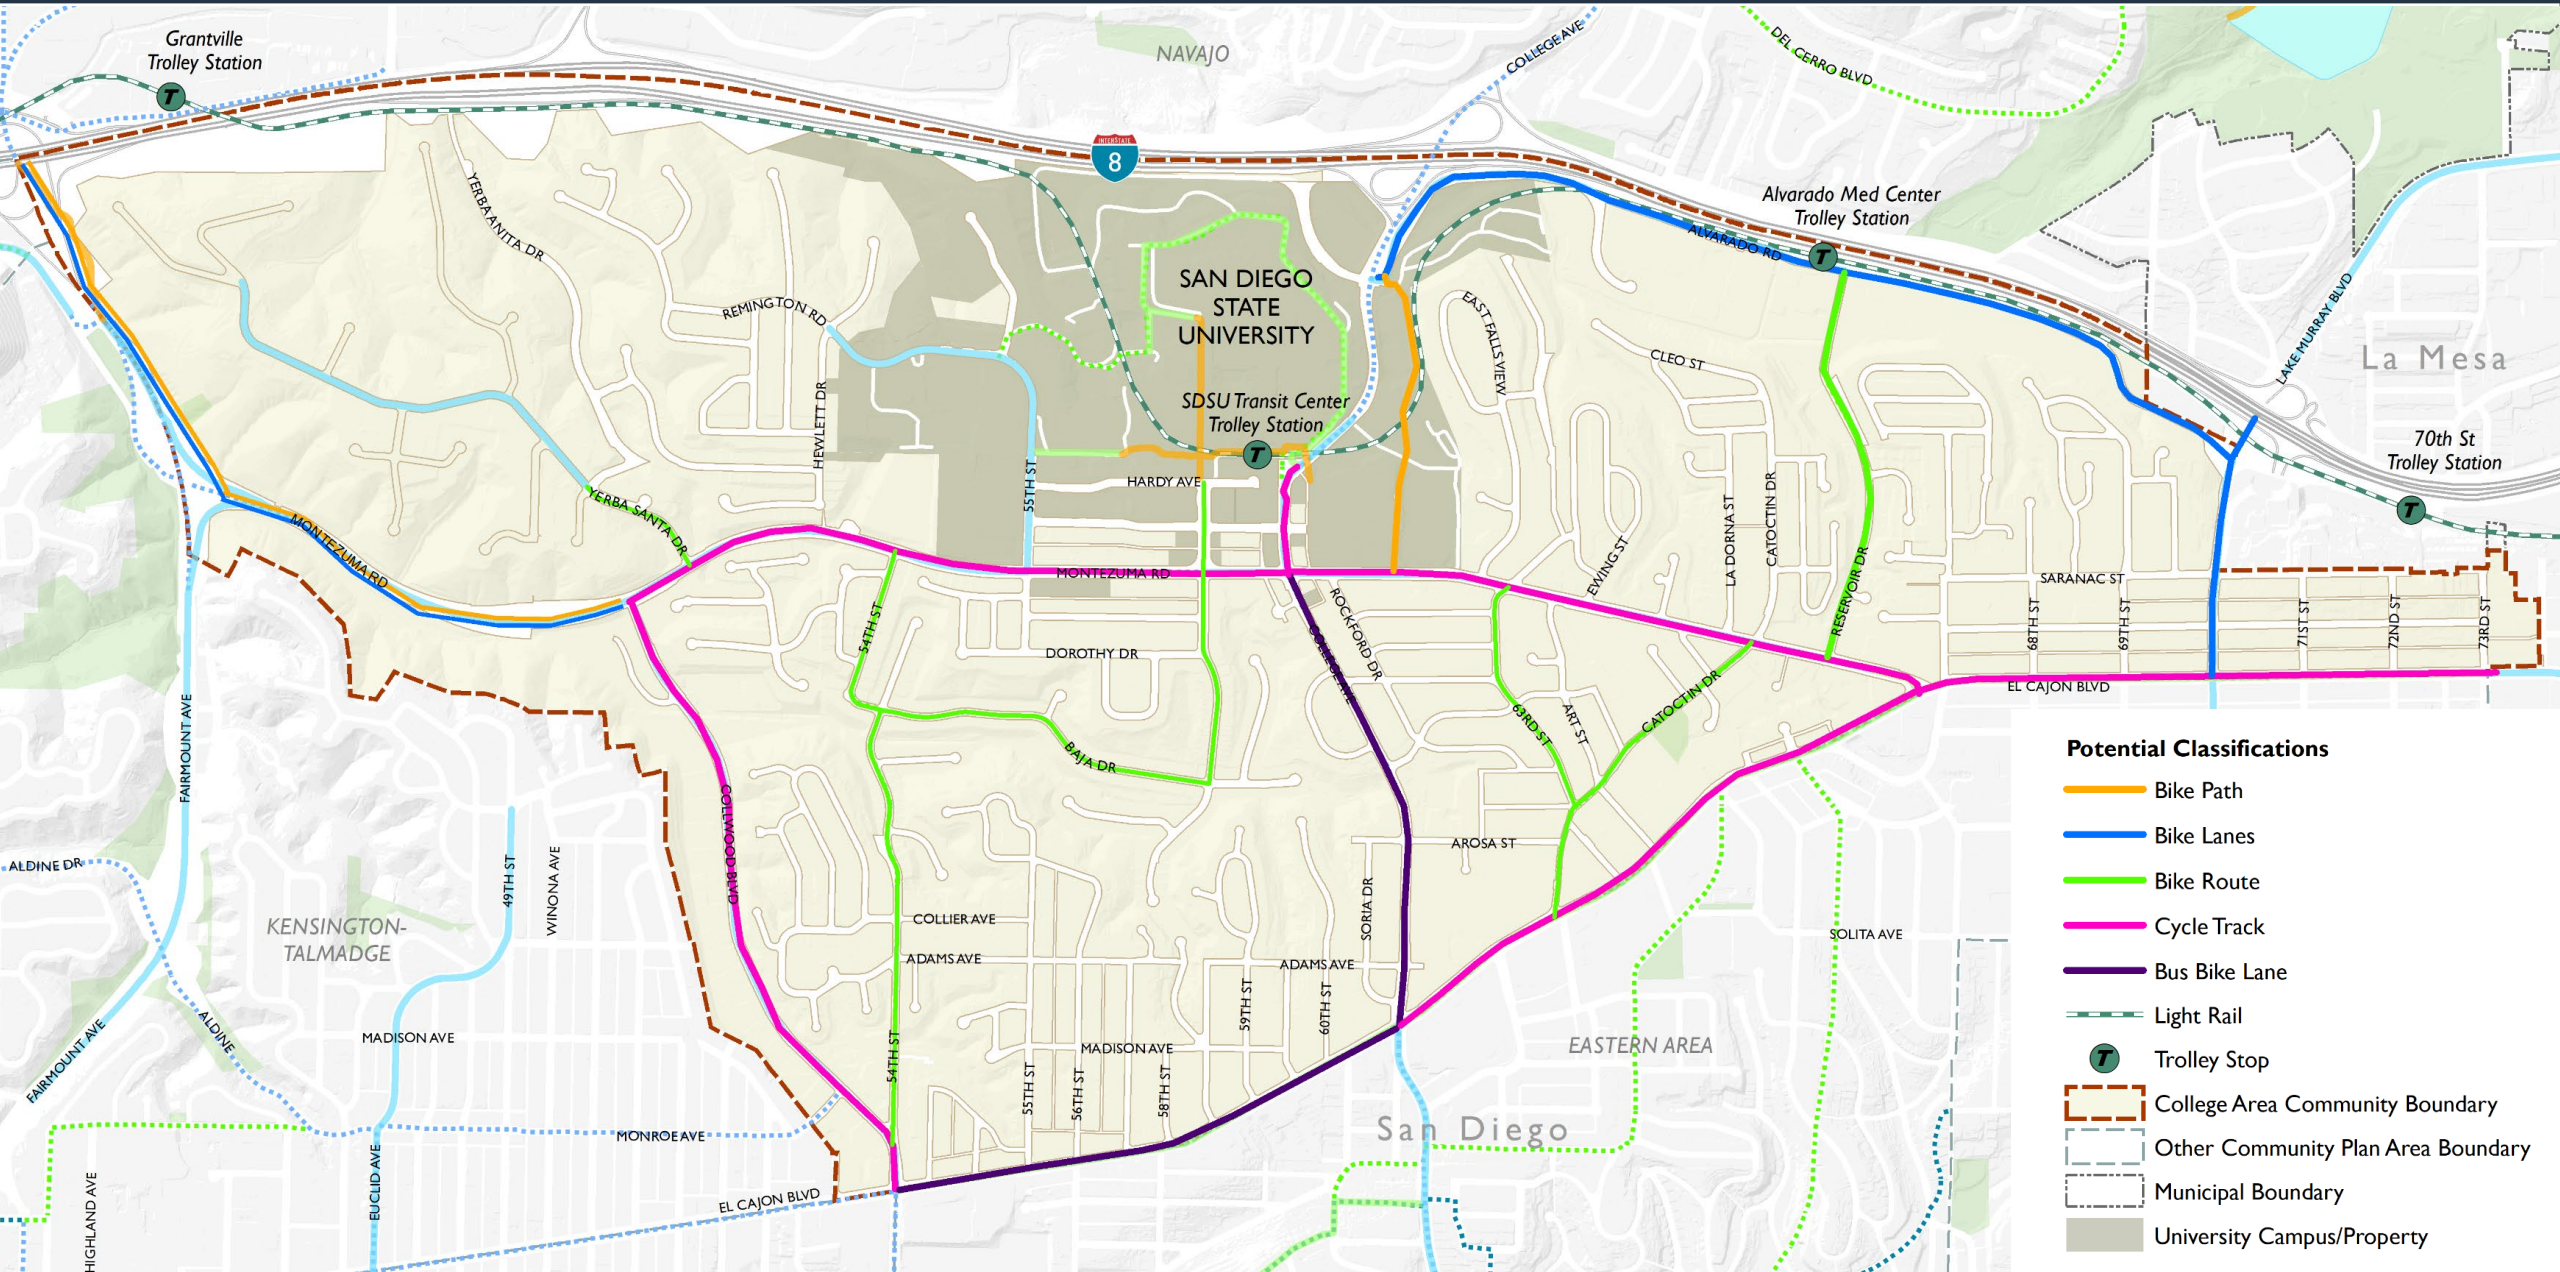 Grantville
Trolley Station
NAVAJO
COLLEGE AVE
DEL CERRO BLVD
INTERSTATE
8
YERBA ANITA DR
Alvarado Med Center
Trolley Station
ALVARADO RD
SAN DIEGO
STATE
UNIVERSITY
REMINGTON RD
EAST FALLS VIEW
CLEO ST
LAKE MURRAY BLVD
La Mesa
HEWLETT DR
SDSU Transit Center
Trolley Station
70th St
Trolley Station
55TH ST
HARDY AVE
YERBA SANTA DR
MONTEZUMA RD
MONTEZUMA RD
EWING ST
LA DORNA ST
CATOCTIN DR
RESERVOIR DR
SARANAC ST
68TH ST
69TH ST
71ST ST
72ND ST
73RD ST
54TH ST
DOROTHY DR
ROCKFORD DR
COLLEGE AVE
EL CAJON BLVD
FAIRMOUNT AVE
BAJA DR
63RD ST
ART ST
CATOCTIN DR
COLLWOOD BLVD
AROSA ST
ALDINE DR
49TH ST
WINONA AVE
KENSINGTON-
TALMADGE
COLLIER AVE
SORIA DR
SOLITA AVE
ADAMS AVE
ADAMS AVE
59TH ST
60TH ST
FAIRMOUNT AVE
ALDINE
MADISON AVE
54TH ST
MADISON AVE
55TH ST
56TH ST
58TH ST
EASTERN AREA
San Diego
MONROE AVE
EUCLID AVE
HIGHLAND AVE
EL CAJON BLVD
Potential Classifications
Bike Path
Bike Lanes
Bike Route
Cycle Track
Bus Bike Lane
Light Rail
T
Trolley Stop
College Area Community Boundary
Other Community Plan Area Boundary
Municipal Boundary
University Campus/Property